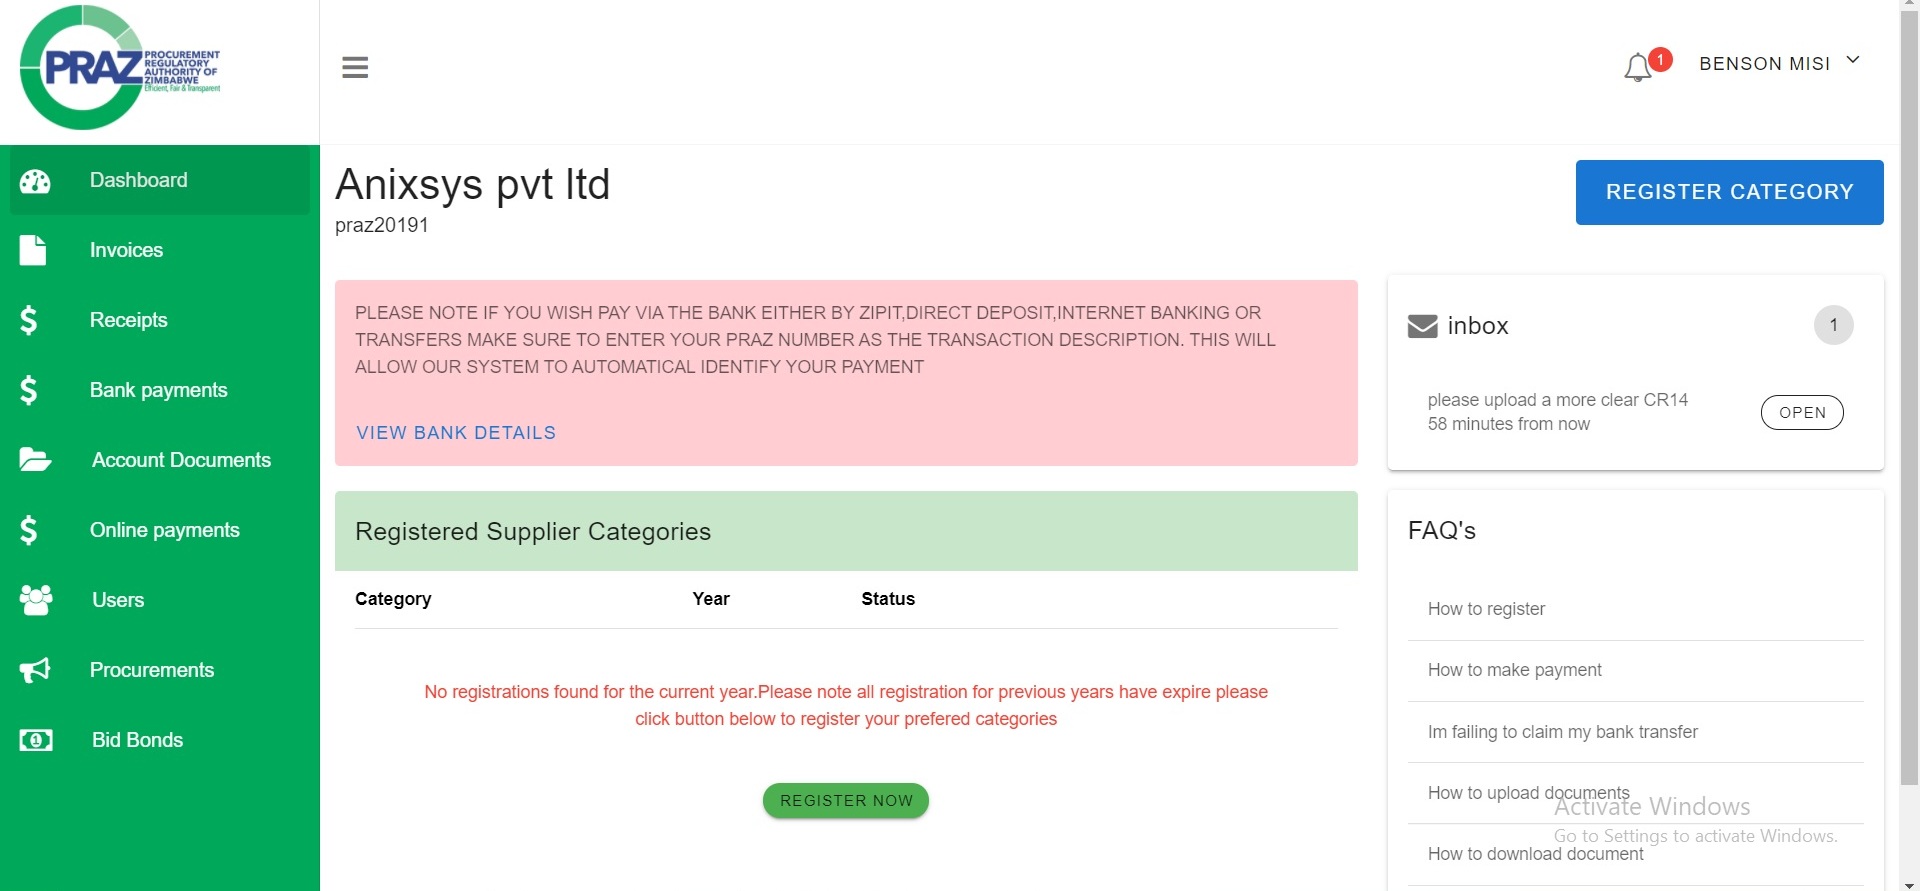 PRAZ
PROCUREMENT
REGULATORY
AUTHORITY OF
ZIMBABWE
Efficient, Fair & Transparent
1
BENSON MISI
Dashboard
Invoices
Receipts
Bank payments
Account Documents
Online payments
Users
Procurements
Bid Bonds
Anixsys pvt ltd
praz20191
REGISTER CATEGORY
PLEASE NOTE IF YOU WISH PAY VIA THE BANK EITHER BY ZIPIT,DIRECT DEPOSIT,INTERNET BANKING OR
TRANSFERS MAKE SURE TO ENTER YOUR PRAZ NUMBER AS THE TRANSACTION DESCRIPTION. THIS WILL
ALLOW OUR SYSTEM TO AUTOMATICAL IDENTIFY YOUR PAYMENT
VIEW BANK DETAILS
Registered Supplier Categories
Category Year Status
No registrations found for the current year.Please note all registration for previous years have expire please
click button below to register your prefered categories
REGISTER NOW
inbox
1
please upload a more clear CR14
58 minutes from now
OPEN
FAQ's
How to register
How to make payment
Im failing to claim my bank transfer
How to upload documents
How to download document
Activate Windows
Go to Settings to activate Windows.